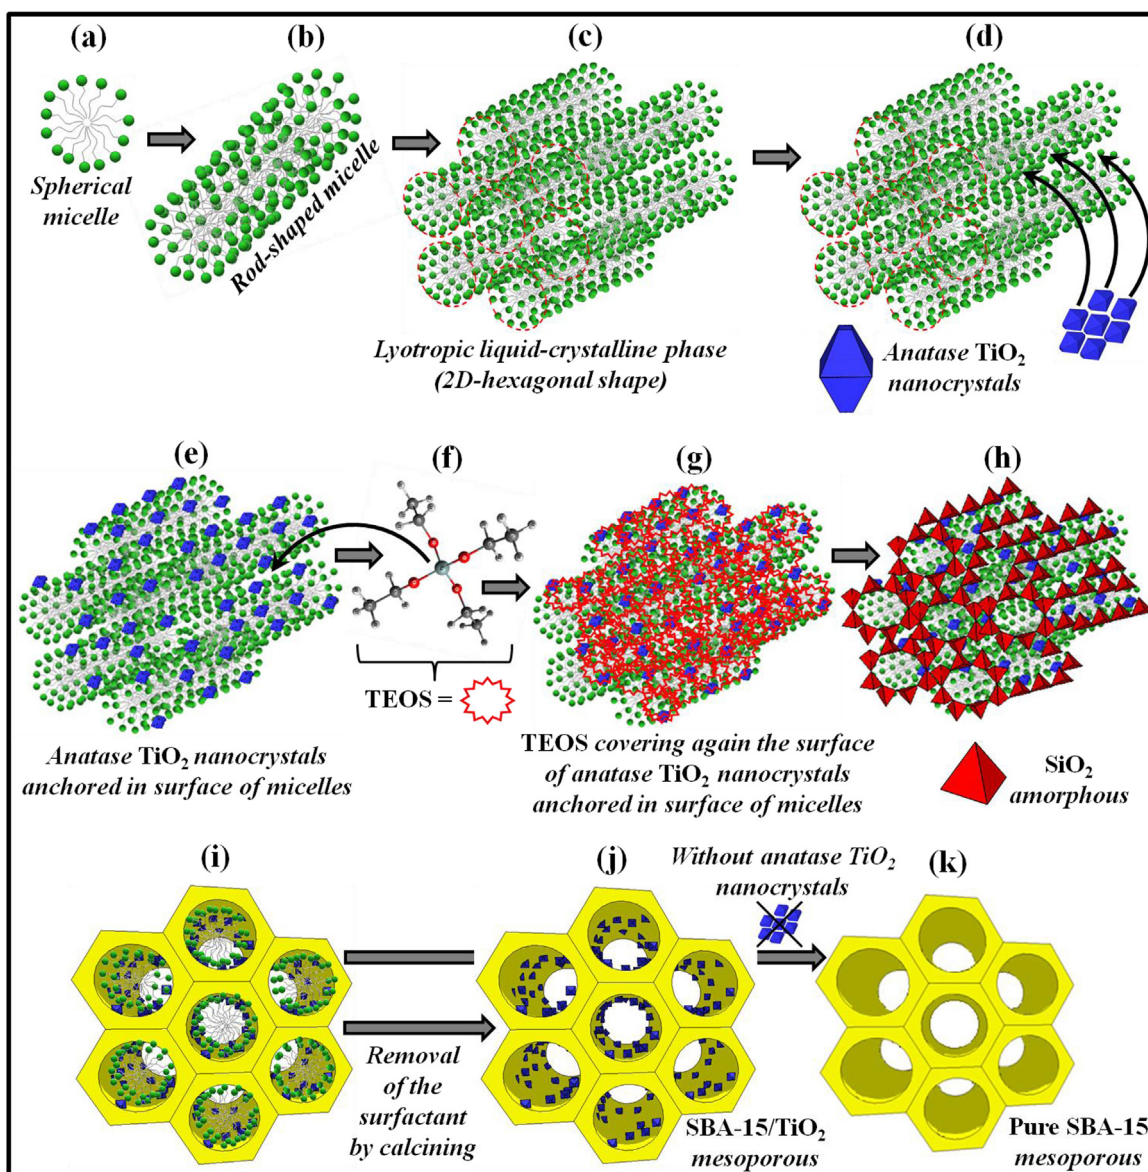 (a)
(b)
(c)
(d)
Spherical
micelle
Rod-shaped micelle
Lyotropic liquid-crystalline phase
(2D-hexagonal shape)
Anatase TiO2
nanocrystals
(e)
(f)
(g)
(h)
TEOS =
Anatase TiO2 nanocrystals
anchored in surface of micelles
TEOS covering again the surface
of anatase TiO2 nanocrystals
anchored in surface of micelles
SiO2
amorphous
(i)
(j)
(k)
Without anatase TiO2
nanocrystals
Removal
of the
surfactant
by calcining
SBA-15/TiO2
mesoporous
Pure SBA-15
mesoporous